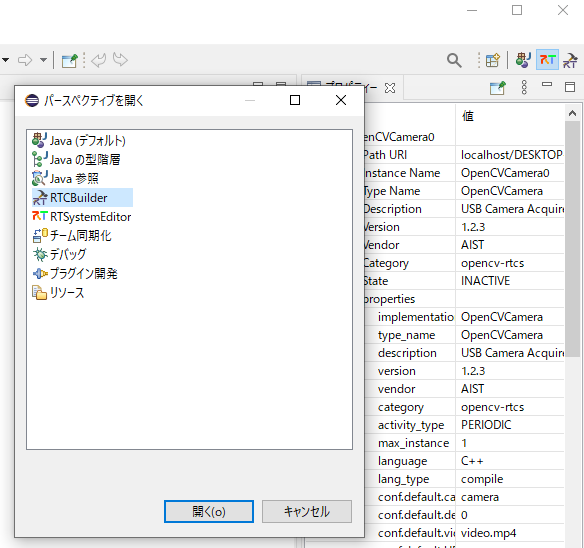 パースペクティブを開く
Java (デフォルト)
Java の型階層
Java 参照
RTCBuilder
RTSystemEditor
チーム同期化
デバッグ
プラグイン開発
リソース
開く(o)
キャンセル
プロパティー
値
enCVCamera0
Path URI localhost/DESKTOP
nstance Name OpenCVCamera0
Type Name OpenCVCamera
Description USB Camera Acquire
Version 1.2.3
Vendor AIST
Category opencv-rtcs
State INACTIVE
properties
implementatio OpenCVCamera
type_name OpenCVCamera
description USB Camera Acquire
version 1.2.3
vendor AIST
category opencv-rtcs
activity_type PERIODIC
max_instance 1
language C++
lang_type compile
conf.default.ca camera
conf.default.de 0
conf.default.vi video.mp4